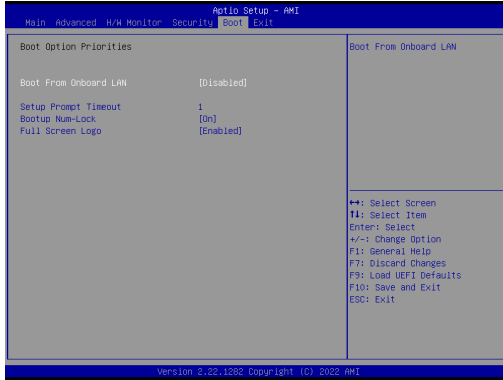 Aptio Setup - AMI
Main Advanced H/W Monitor Security Boot Exit
Boot Option Priorities
Boot From Onboard LAN [Disabled]
Setup Prompt Timeout 1
Bootup Num-Lock [On]
Full Screen Logo [Enabled]
Boot From Onboard LAN
↔: Select Screen
↑↓: Select Item
Enter: Select
+/-: Change Option
F1: General Help
F7: Discard Changes
F9: Load UEFI Defaults
F10: Save and Exit
ESC: Exit
Version 2.22.1282 Copyright (C) 2022 AMI